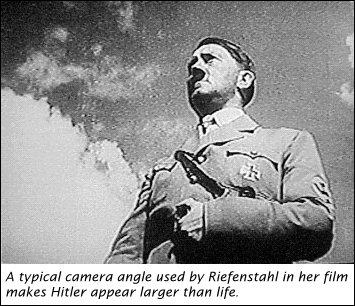 A typical camera angle used by Riefenstahl in her film
makes Hitler appear larger than life.